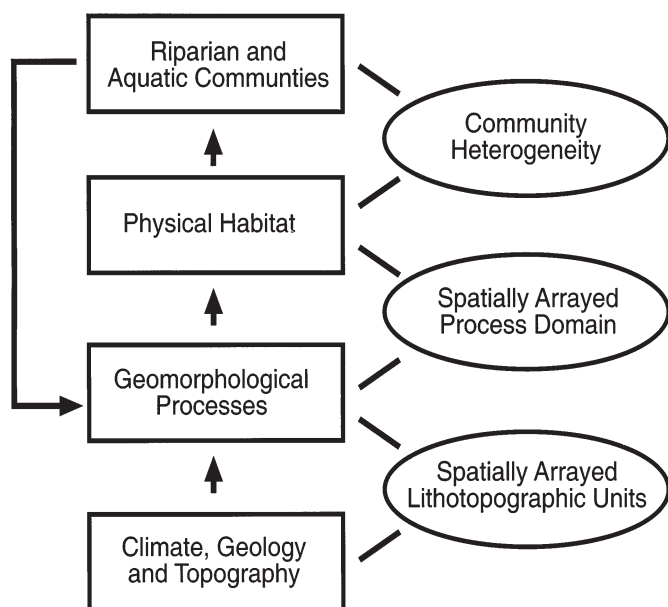 Riparian and
Aquatic Communties
Community
Heterogeneity
Physical Habitat
Spatially Arrayed
Process Domain
Geomorphological
Processes
Spatially Arrayed
Lithotopographic Units
Climate, Geology
and Topography